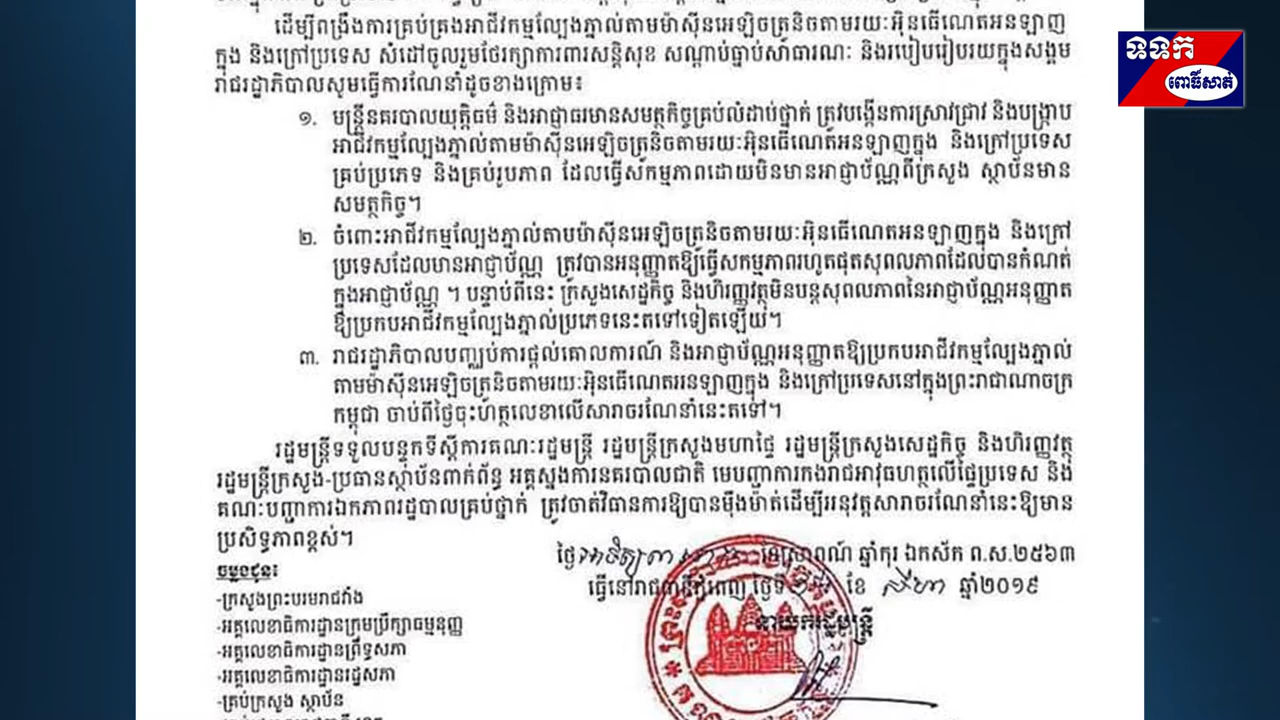 ដើម្បីពង្រឹងការគ្រប់គ្រងអាជីវកម្មល្បែងភ្នាល់តាមម៉ាស៊ីនអេឡិចត្រូនិចតាមរយៈអ៊ិនធើណេតអនឡាញ
ក្នុង និងក្រៅប្រទេស សំដៅចូលរួមថែរក្សាការពារសន្តិសុខ សណ្តាប់ធ្នាប់សាធារណៈ និងរបៀបរៀបរយក្នុងសង្គម
រាជរដ្ឋាភិបាលសូមធ្វើការណែនាំដូចខាងក្រោម៖
១. មន្ត្រីនគរបាលយុត្តិធម៌ និងអាជ្ញាធរមានសមត្ថកិច្ចគ្រប់លំដាប់ថ្នាក់ ត្រូវបង្កើនការស្រាវជ្រាវ និងបង្ក្រាប
អាជីវកម្មល្បែងភ្នាល់តាមម៉ាស៊ីនអេឡិចត្រូនិចតាមរយៈអ៊ិនធើណេតអនឡាញក្នុង និងក្រៅប្រទេស
គ្រប់ប្រភេទ និងគ្រប់រូបភាព ដែលធ្វើសកម្មភាពដោយមិនមានអាជ្ញាប័ណ្ណពីក្រសួង ស្ថាប័នមាន
សមត្ថកិច្ច។
២. ចំពោះអាជីវកម្មល្បែងភ្នាល់តាមម៉ាស៊ីនអេឡិចត្រូនិចតាមរយៈអ៊ិនធើណេតអនឡាញក្នុង និងក្រៅ
ប្រទេសដែលមានអាជ្ញាប័ណ្ណ ត្រូវបានអនុញ្ញាតឱ្យធ្វើសកម្មភាពរហូតផុតសុពលភាពដែលបានកំណត់
ក្នុងអាជ្ញាប័ណ្ណ ។ បន្ទាប់ពីនេះ ក្រសួងសេដ្ឋកិច្ច និងហិរញ្ញវត្ថុមិនបន្តសុពលភាពនៃអាជ្ញាប័ណ្ណអនុញ្ញាត
ឱ្យប្រកបអាជីវកម្មល្បែងភ្នាល់ប្រភេទនេះតទៅទៀតឡើយ។
៣. រាជរដ្ឋាភិបាលបញ្ឈប់ការផ្តល់គោលការណ៍ និងអាជ្ញាប័ណ្ណអនុញ្ញាតឱ្យប្រកបអាជីវកម្មល្បែងភ្នាល់
តាមម៉ាស៊ីនអេឡិចត្រូនិចតាមរយៈអ៊ិនធើណេតអនឡាញក្នុង និងក្រៅប្រទេសនៅក្នុងព្រះរាជាណាចក្រ
កម្ពុជា ចាប់ពីថ្ងៃចុះហត្ថលេខាលើសារាចរណែនាំនេះតទៅ។
រដ្ឋមន្ត្រីទទួលបន្ទុកទីស្តីការគណៈរដ្ឋមន្ត្រី រដ្ឋមន្ត្រីក្រសួងមហាផ្ទៃ រដ្ឋមន្ត្រីក្រសួងសេដ្ឋកិច្ច និងហិរញ្ញវត្ថុ
រដ្ឋមន្ត្រីក្រសួង-ប្រធានស្ថាប័នពាក់ព័ន្ធ អគ្គស្នងការនគរបាលជាតិ មេបញ្ជាការកងរាជអាវុធហត្ថលើផ្ទៃប្រទេស និង
គណៈបញ្ជាការឯកភាពរដ្ឋបាលគ្រប់ថ្នាក់ ត្រូវចាត់វិធានការឱ្យបានម៉ឺងម៉ាត់ដើម្បីអនុវត្តសារាចរណែនាំនេះឱ្យមាន
ប្រសិទ្ធភាពខ្ពស់។
ថ្ងៃអាទិត្យ ខែស្រាពណ៍ ឆ្នាំកុរ ឯកស័ក ព.ស.២៥៦៣
ធ្វើនៅរាជធានីភ្នំពេញ ថ្ងៃទី ខែ សីហា ឆ្នាំ២០១៩
នាយករដ្ឋមន្ត្រី
ចម្លងជូន៖
-ក្រសួងព្រះបរមរាជវាំង
-អគ្គលេខាធិការដ្ឋានក្រុមប្រឹក្សាធម្មនុញ្ញ
-អគ្គលេខាធិការដ្ឋានព្រឹទ្ធសភា
-អគ្គលេខាធិការដ្ឋានរដ្ឋសភា
-គ្រប់ក្រសួង ស្ថាប័ន
ទទក
ពោធិ៍សាត់